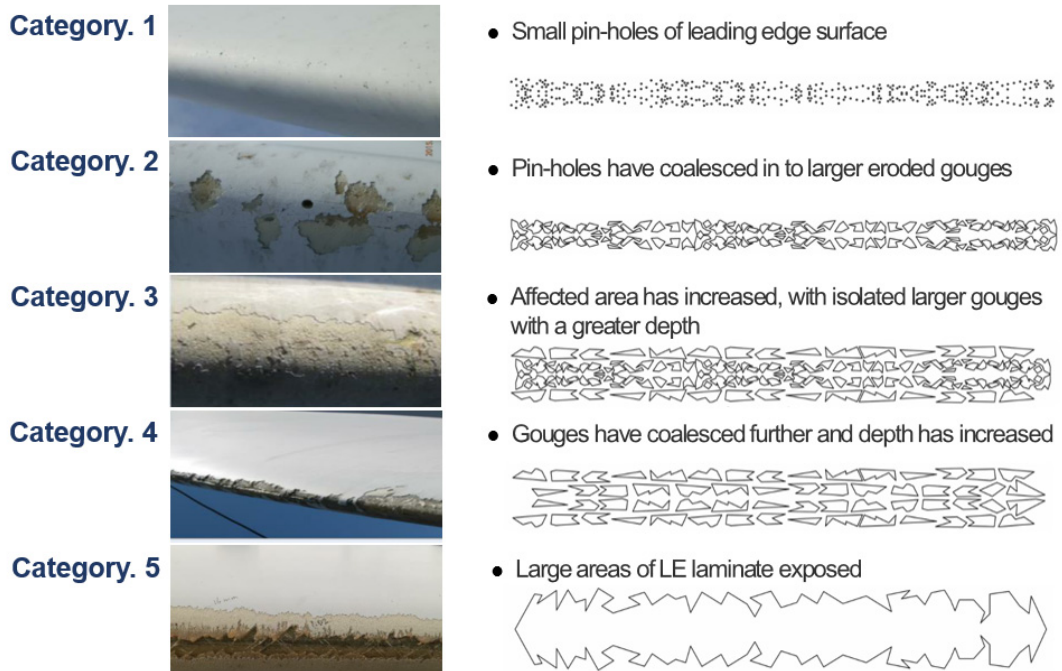 Category. 1
● Small pin-holes of leading edge surface
Category. 2
● Pin-holes have coalesced in to larger eroded gouges
Category. 3
● Affected area has increased, with isolated larger gouges
with a greater depth
Category. 4
● Gouges have coalesced further and depth has increased
Category. 5
● Large areas of LE laminate exposed